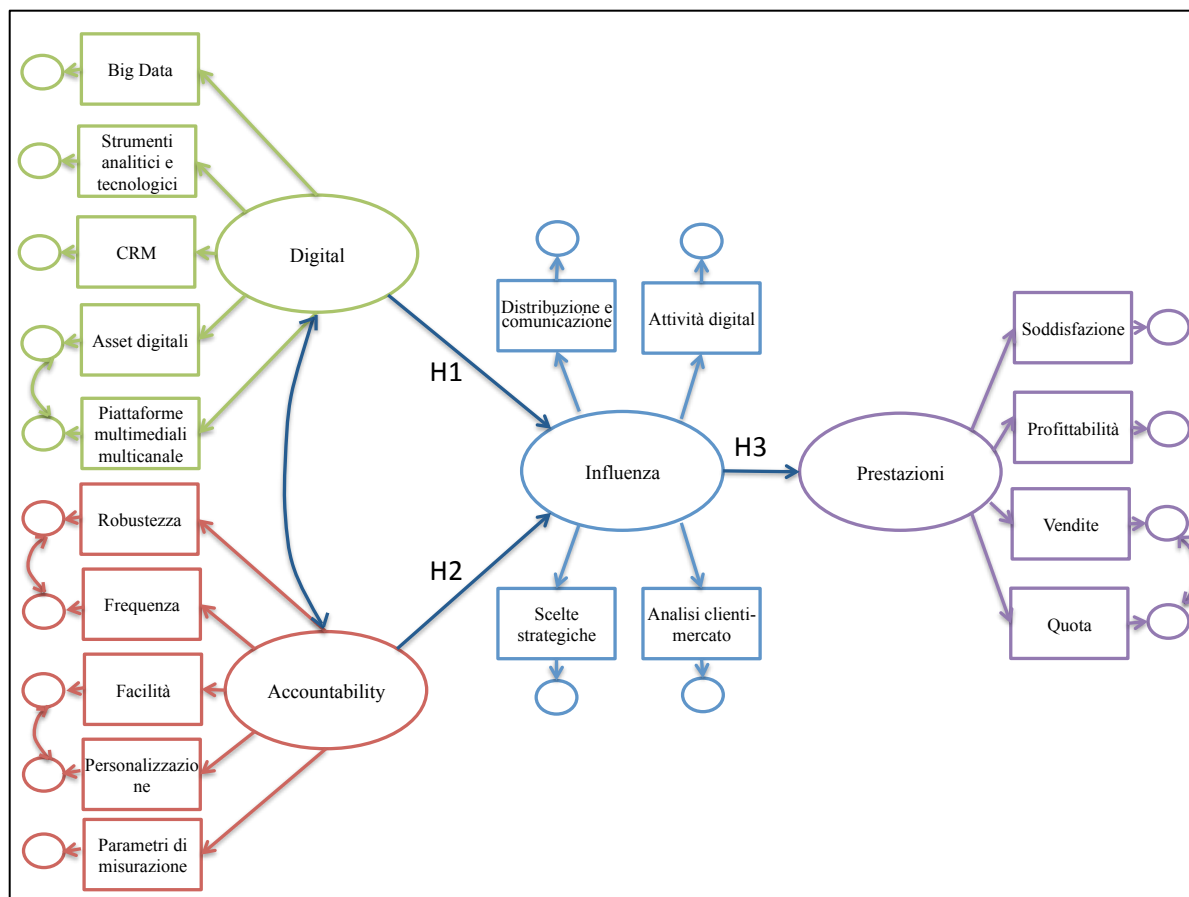 Big Data
Strumenti
analitici e
tecnologici
CRM
Asset digitali
Piattaforme
multimediali
multicanale
Digital
Robustezza
Frequenza
Facilità
Personalizzazio
ne
Parametri di
misurazione
Accountability
H1
H2
Distribuzione e
comunicazione
Attività digital
Influenza
Scelte
strategiche
Analisi clienti-
mercato
H3
Prestazioni
Soddisfazione
Profittabilità
Vendite
Quota